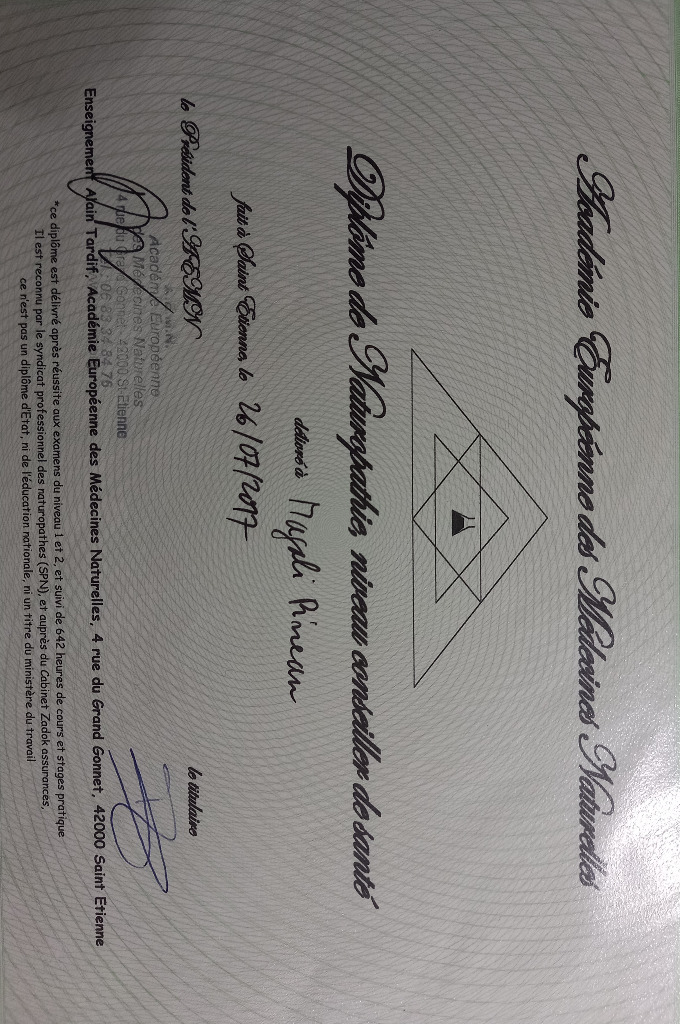 Académie Européenne des Médecines Naturelles
Diplôme de Naturopathie, niveau conseiller de santé
délivré à Magali Pineau
fait à Saint Etienne, le 26/07/2017
le Président de l'AEMN
le titulaire
Académie Européenne
des Médecines Naturelles
4 rue du Grand Gonnet, 42000 St Etienne
Enseignement Alain Tardif, Académie Européenne des Médecines Naturelles, 4 rue du Grand Gonnet, 42000 Saint Etienne
*ce diplôme est délivré après réussite aux examens du niveau 1 et 2, et suivi de 642 heures de cours et stages pratique
Il est reconnu par le syndicat professionnel des naturopathes (SPN), et auprès du Cabinet Zadok assurances,
ce n'est pas un diplôme d'Etat, ni de l'éducation nationale, ni un titre du ministère du travail